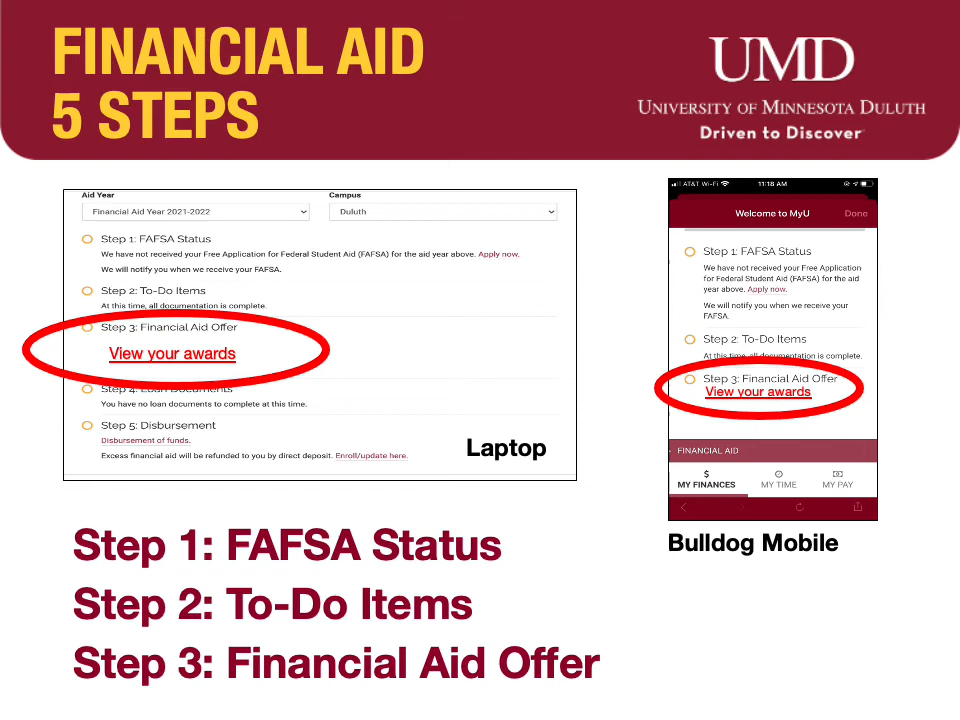 FINANCIAL AID
5 STEPS
UMD
UNIVERSITY OF MINNESOTA DULUTH
Driven to Discover
Aid Year
Campus
Financial Aid Year 2021-2022
Duluth
Step 1: FAFSA Status
We have not received your Free Application for Federal Student Aid (FAFSA) for the aid year above. Apply now.
We will notify you when we receive your FAFSA.
Step 2: To-Do Items
At this time, all documentation is complete.
Step 3: Financial Aid Offer
View your awards
Step 4: Loan Documents
You have no loan documents to complete at this time.
Step 5: Disbursement
Disbursement of funds.
Excess financial aid will be refunded to you by direct deposit. Enroll/update here.
Laptop
AT&T Wi-Fi 11:18 AM
Welcome to MyU Done
Step 1: FAFSA Status
We have not received your Free Application
for Federal Student Aid (FAFSA) for the aid
year above. Apply now.
We will notify you when we receive your
FAFSA.
Step 2: To-Do Items
At this time, all documentation is complete.
Step 3: Financial Aid Offer
View your awards
FINANCIAL AID
$
MY FINANCES MY TIME MY PAY
Bulldog Mobile
Step 1: FAFSA Status
Step 2: To-Do Items
Step 3: Financial Aid Offer